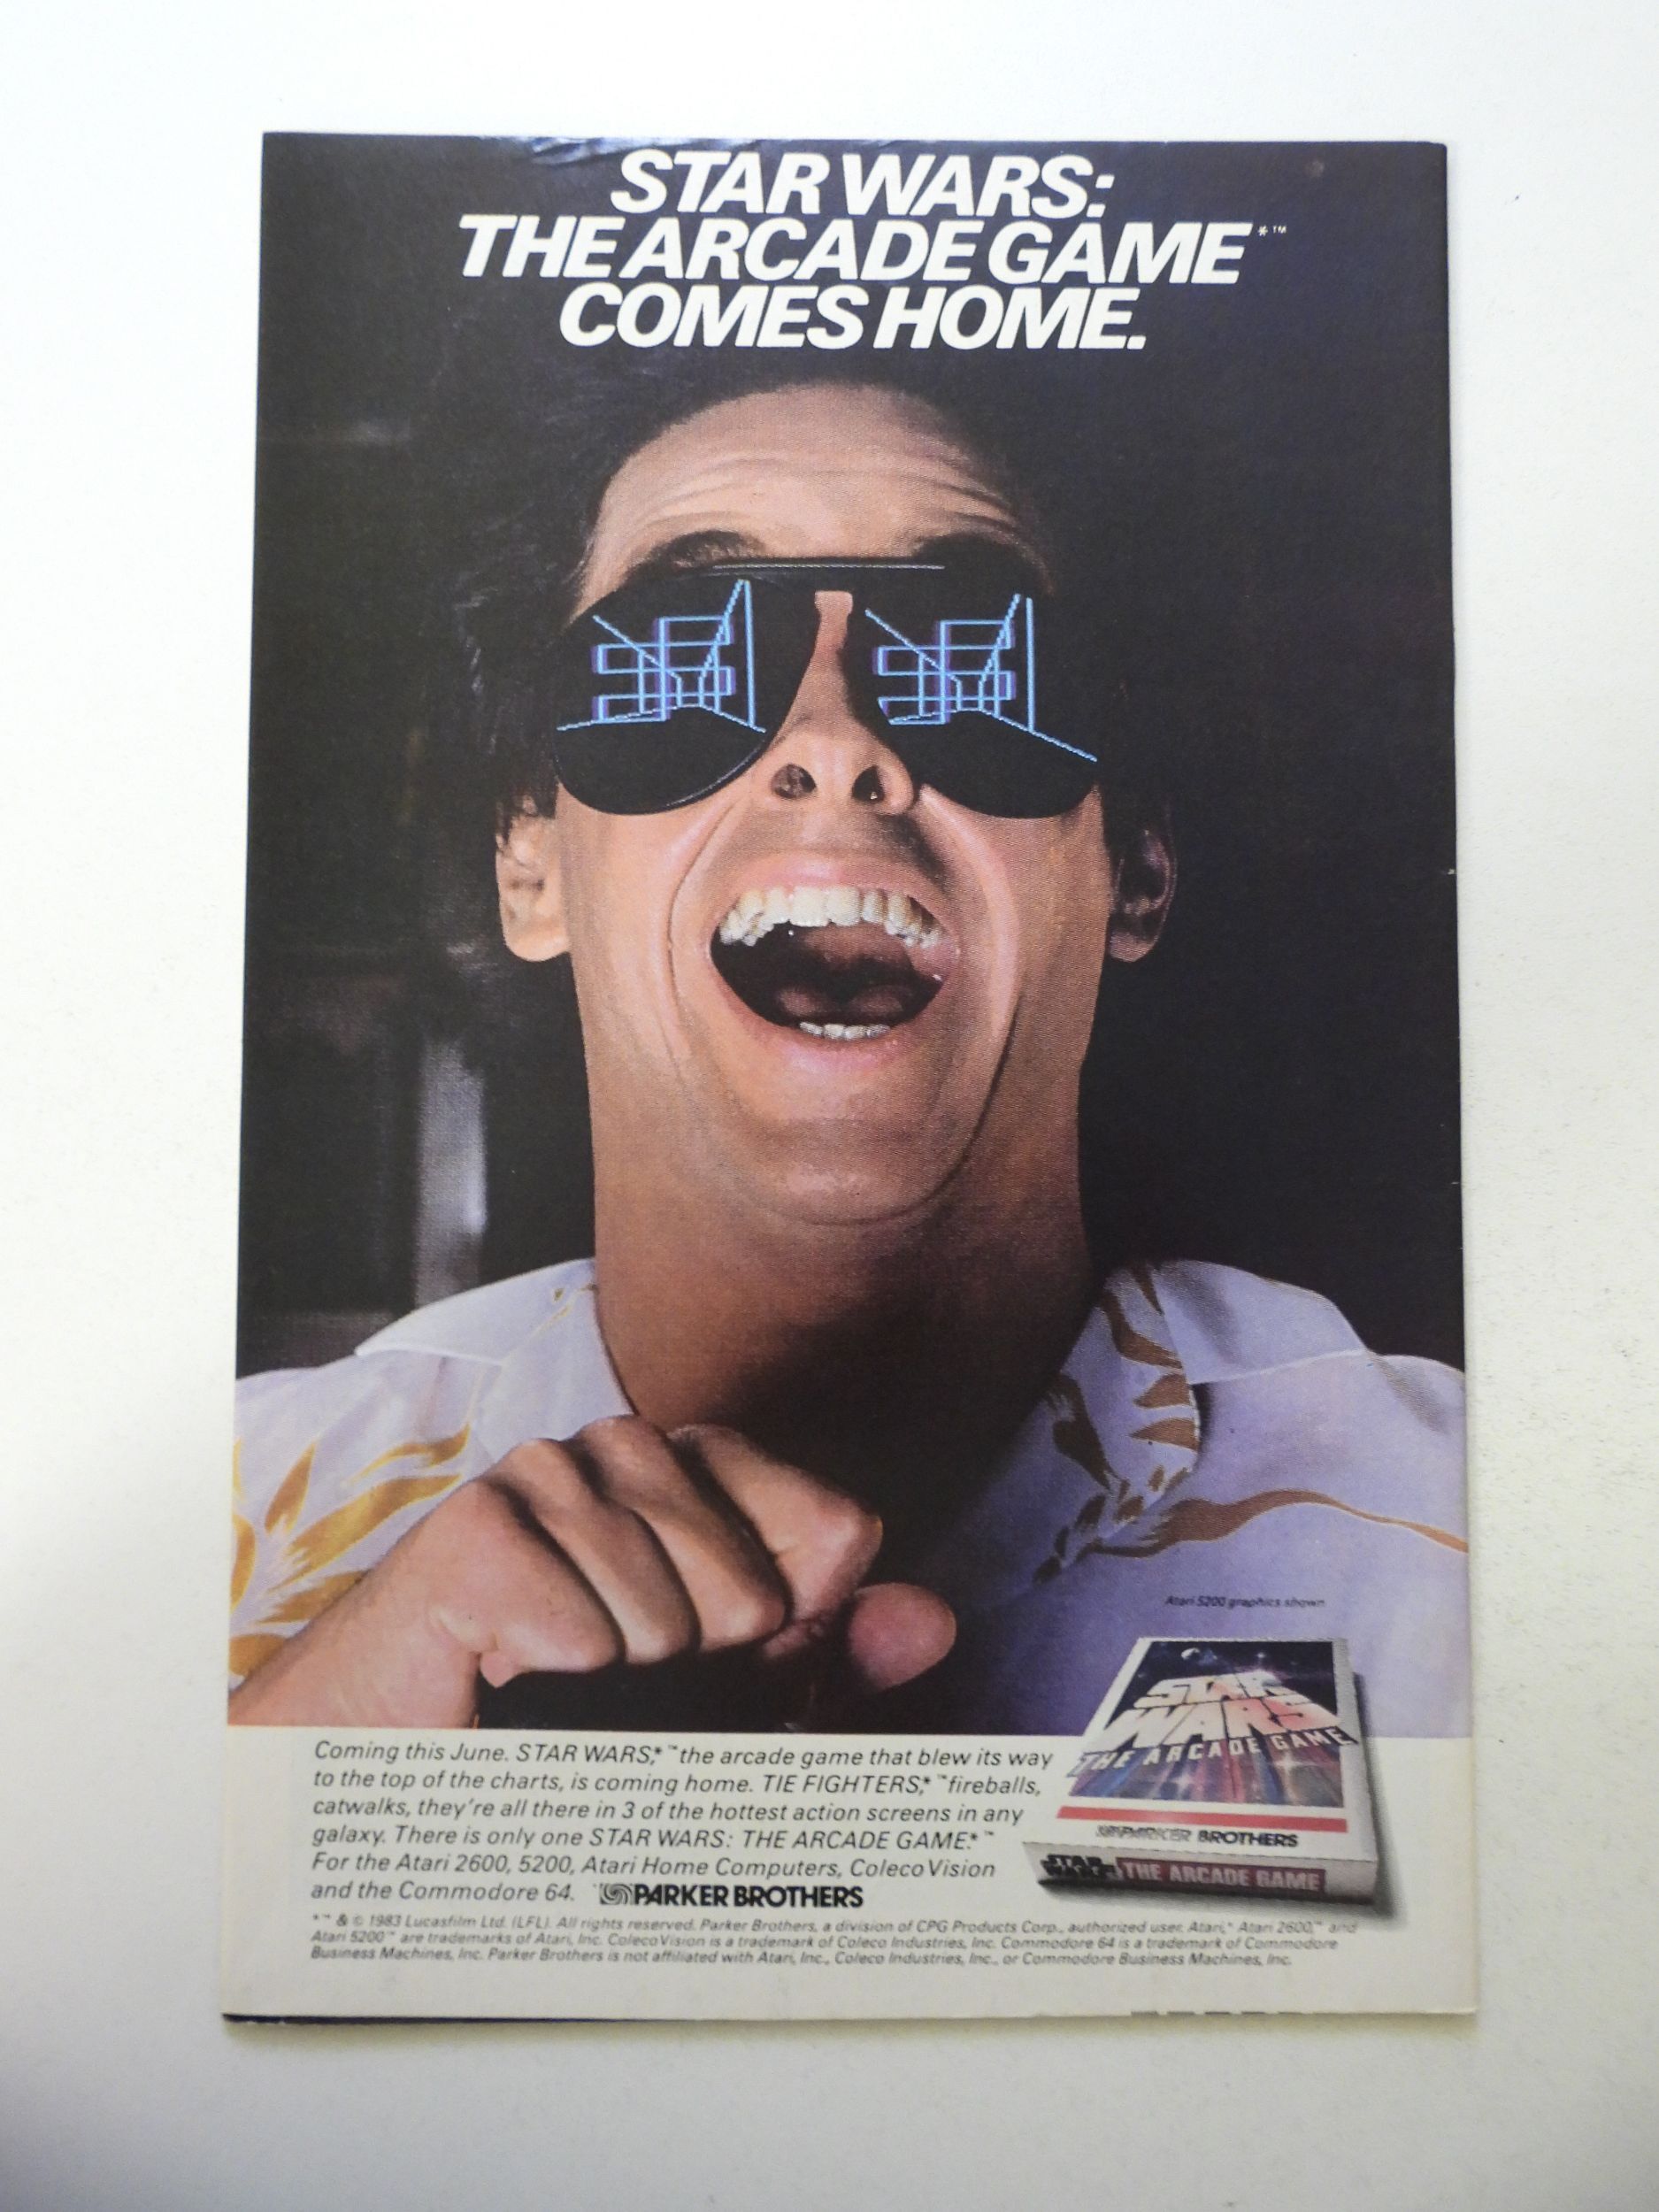 STAR WARS:
THE ARCADE GAME*™
COMES HOME.
Atari 5200 graphics shown
STAR
WARS
THE ARCADE GAME
PARKER BROTHERS
STAR
WARS
THE ARCADE GAME
Coming this June. STAR WARS,*™ the arcade game that blew its way
to the top of the charts, is coming home. TIE FIGHTERS,*™ fireballs,
catwalks, they're all there in 3 of the hottest action screens in any
galaxy. There is only one STAR WARS: THE ARCADE GAME.*™
For the Atari 2600, 5200, Atari Home Computers, ColecoVision
and the Commodore 64. PARKER BROTHERS
*™ & © 1983 Lucasfilm Ltd. (LFL). All rights reserved. Parker Brothers, a division of CPG Products Corp., authorized user. Atari,® Atari 2600,™ and
Atari 5200™ are trademarks of Atari, Inc. ColecoVision is a trademark of Coleco Industries, Inc. Commodore 64 is a trademark of Commodore
Business Machines, Inc. Parker Brothers is not affiliated with Atari, Inc., Coleco Industries, Inc., or Commodore Business Machines, Inc.